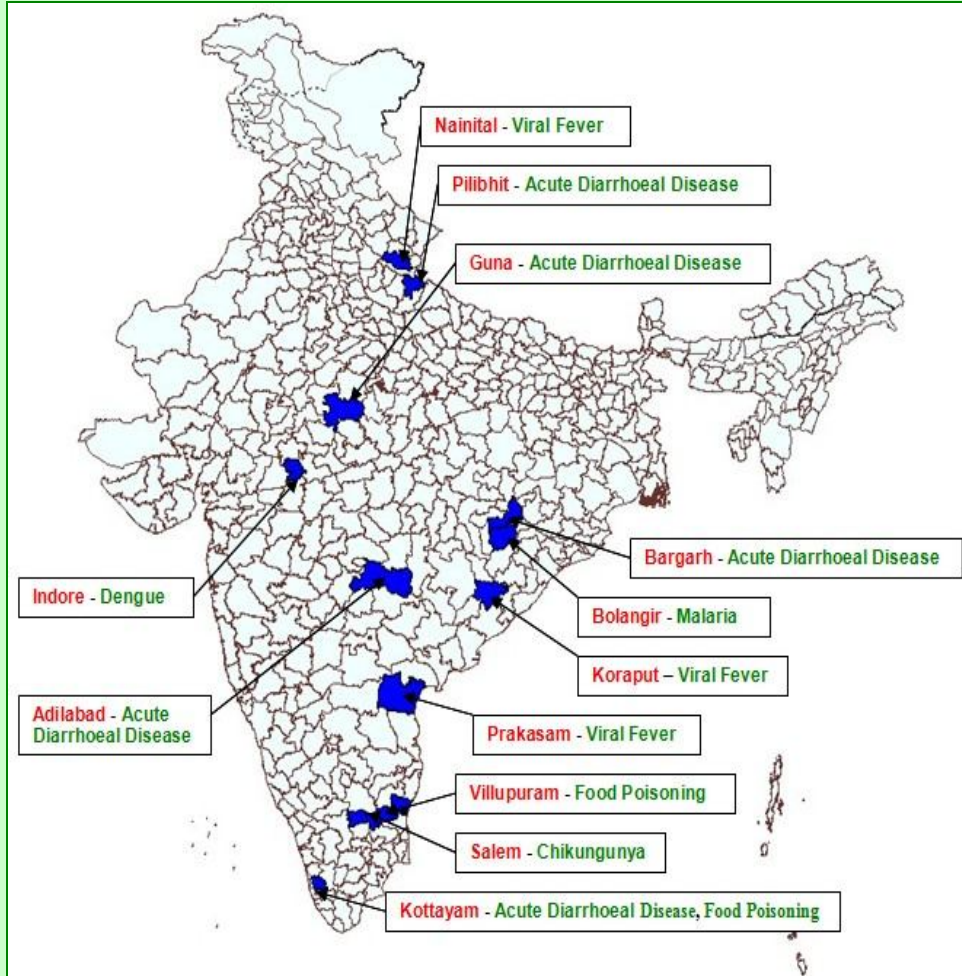 Nainital - Viral Fever
Pilibhit - Acute Diarrhoeal Disease
Guna - Acute Diarrhoeal Disease
Bargarh - Acute Diarrhoeal Disease
Indore - Dengue
Bolangir - Malaria
Koraput – Viral Fever
Adilabad - Acute
Diarrhoeal Disease
Prakasam - Viral Fever
Villupuram - Food Poisoning
Salem - Chikungunya
Kottayam - Acute Diarrhoeal Disease, Food Poisoning